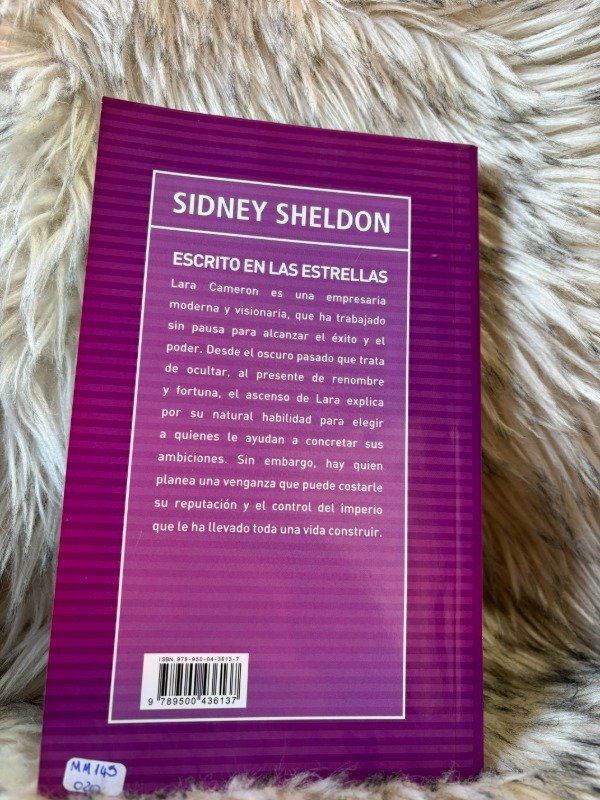 SIDNEY SHELDON
ESCRITO EN LAS ESTRELLAS
Lara Cameron es una empresaria
moderna y visionaria, que ha trabajado
sin pausa para alcanzar el éxito y el
poder. Desde el oscuro pasado que trata
de ocultar, al presente de renombre
y fortuna, el ascenso de Lara explica
por su natural habilidad para elegir
a quienes le ayudan a concretar sus
ambiciones. Sin embargo, hay quien
planea una venganza que puede costarle
su reputación y el control del imperio
que le ha llevado toda una vida construir.
ISBN 978-950-04-3613-7
9 789500 436137
MM 145